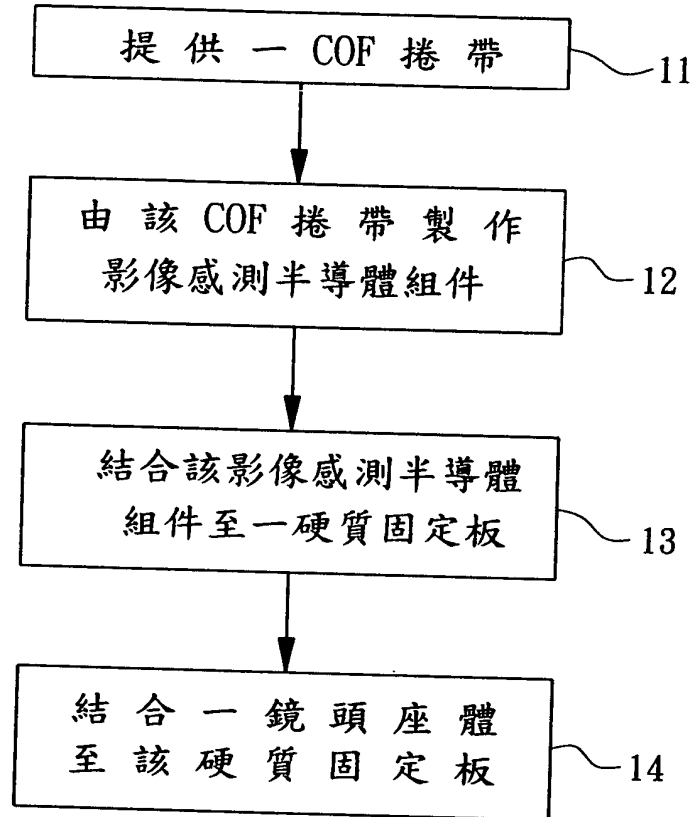 提供一COF捲帶
11
由該COF捲帶製作
影像感測半導體組件
12
結合該影像感測半導體
組件至一硬質固定板
13
結合一鏡頭座體
至該硬質固定板
14